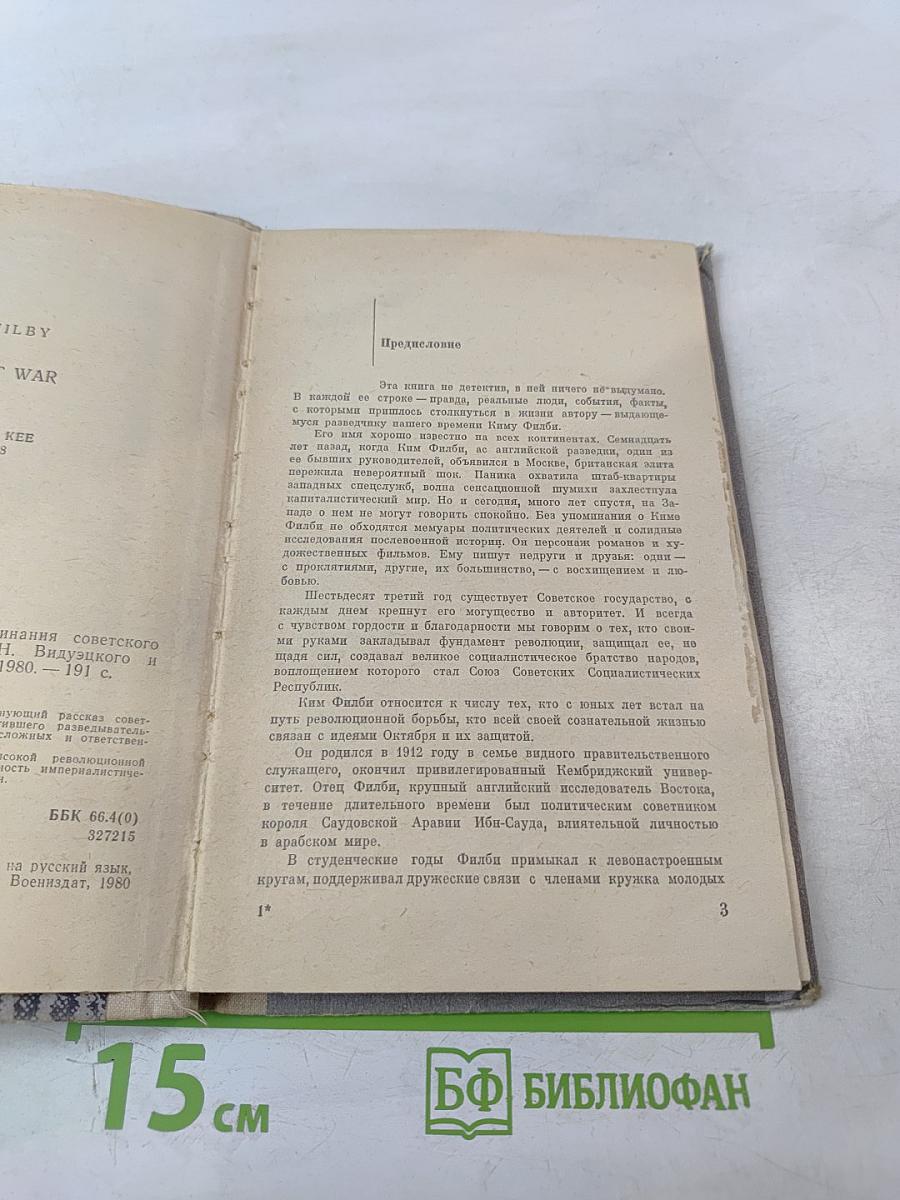 ILBY
WAR
KEE
8
инания советского
Н. Видуэцкого и
1980. — 191 с.
нующий рассказ совет-
тившего разведыватель-
сложных и ответствен-
ысокой революционной
ность империалистиче-
ББК 66.4(0)
327215
на русский язык,
Воениздат, 1980
Предисловие
Эта книга не детектив, в ней ничего не выдумано.
В каждой ее строке — правда, реальные люди, события, факты,
с которыми пришлось столкнуться в жизни автору — выдающе-
муся разведчику нашего времени Киму Филби.
Его имя хорошо известно на всех континентах. Семнадцать
лет назад, когда Ким Филби, ас английской разведки, один из
ее бывших руководителей, объявился в Москве, британская элита
пережила невероятный шок. Паника охватила штаб-квартиры
западных спецслужб, волна сенсационной шумихи захлестнула
капиталистический мир. Но и сегодня, много лет спустя, на За-
паде о нем не могут говорить спокойно. Без упоминания о Киме
Филби не обходятся мемуары политических деятелей и солидные
исследования послевоенной истории. Он персонаж романов и ху-
дожественных фильмов. Ему пишут недруги и друзья: одни —
с проклятиями, другие, их большинство, — с восхищением и лю-
бовью.
Шестьдесят третий год существует Советское государство, с
каждым днем крепнут его могущество и авторитет. И всегда
с чувством гордости и благодарности мы говорим о тех, кто свои-
ми руками закладывал фундамент революции, защищал ее, не
щадя сил, создавал великое социалистическое братство народов,
воплощением которого стал Союз Советских Социалистических
Республик.
Ким Филби относится к числу тех, кто с юных лет встал на
путь революционной борьбы, кто всей своей сознательной жизнью
связан с идеями Октября и их защитой.
Он родился в 1912 году в семье видного правительственного
служащего, окончил привилегированный Кембриджский универ-
ситет. Отец Филби, крупный английский исследователь Востока,
в течение длительного времени был политическим советником
короля Саудовской Аравии Ибн-Сауда, влиятельной личностью
в арабском мире.
В студенческие годы Филби примыкал к левонастроенным
кругам, поддерживал дружеские связи с членами кружка молодых
1*
3
15 см
БФ БИБЛИОФАН